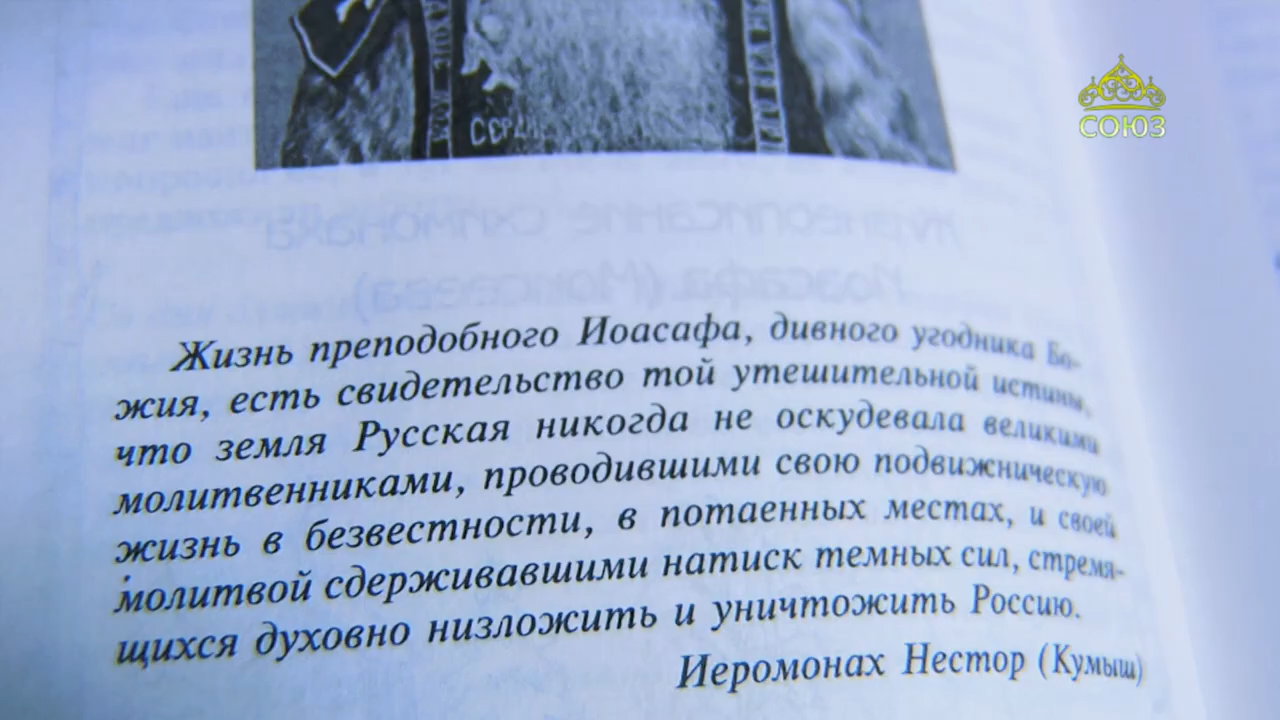 СОЮЗ
Жизнь преподобного Иоасафа, дивного угодника Бо-
жия, есть свидетельство той утешительной истины,
что земля Русская никогда не оскудевала великими
молитвенниками, проводившими свою подвижническую
жизнь в безвестности, в потаенных местах, и своей
молитвой сдерживавшими натиск темных сил, стремя-
щихся духовно низложить и уничтожить Россию.
Иеромонах Нестор (Кумыш)